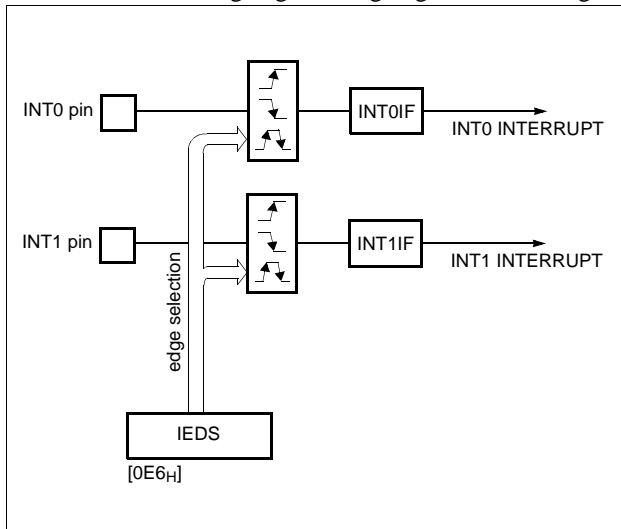 INT0 pin
INT0IF
INT0 INTERRUPT
INT1 pin
INT1IF
INT1 INTERRUPT
edge selection
IEDS
[0E6H]